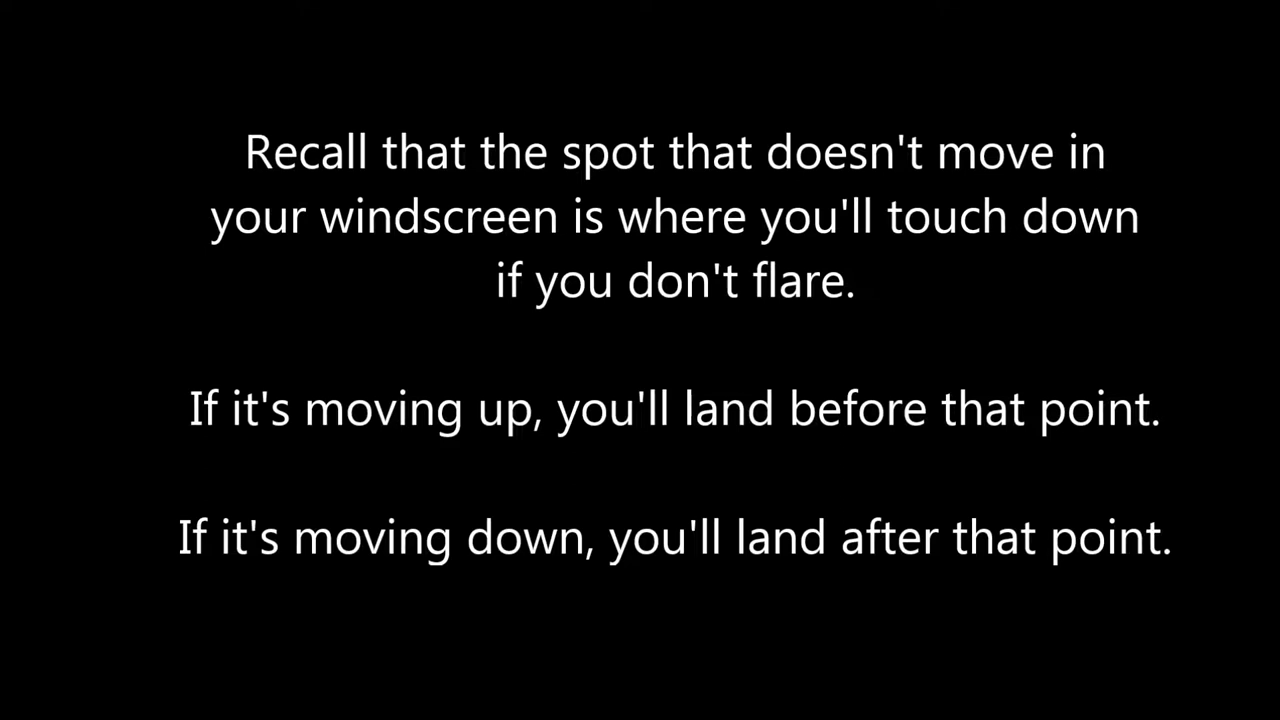 Recall that the spot that doesn't move in
your windscreen is where you'll touch down
if you don't flare.
If it's moving up, you'll land before that point.
If it's moving down, you'll land after that point.